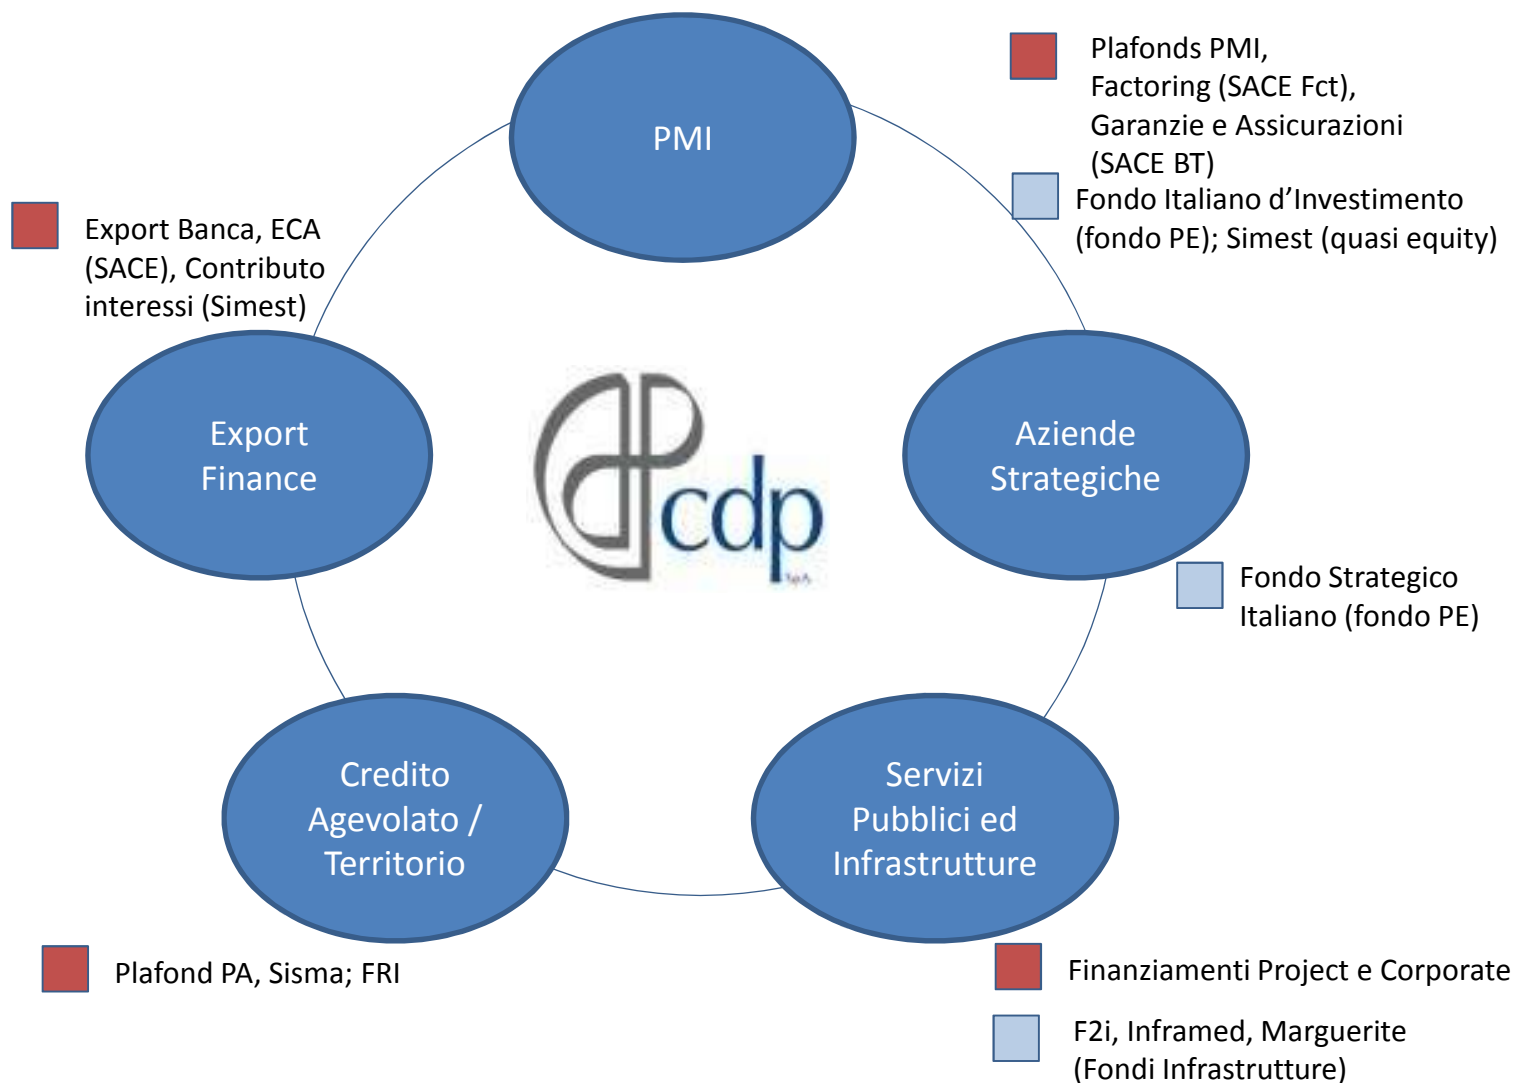 PMI
Plafonds PMI,
Factoring (SACE Fct),
Garanzie e Assicurazioni
(SACE BT)
Fondo Italiano d’Investimento
(fondo PE); Simest (quasi equity)
Export Banca, ECA
(SACE), Contributo
interessi (Simest)
Export
Finance
cdp
SpA
Aziende
Strategiche
Fondo Strategico
Italiano (fondo PE)
Credito
Agevolato /
Territorio
Servizi
Pubblici ed
Infrastrutture
Plafond PA, Sisma; FRI
Finanziamenti Project e Corporate
F2i, Inframed, Marguerite
(Fondi Infrastrutture)